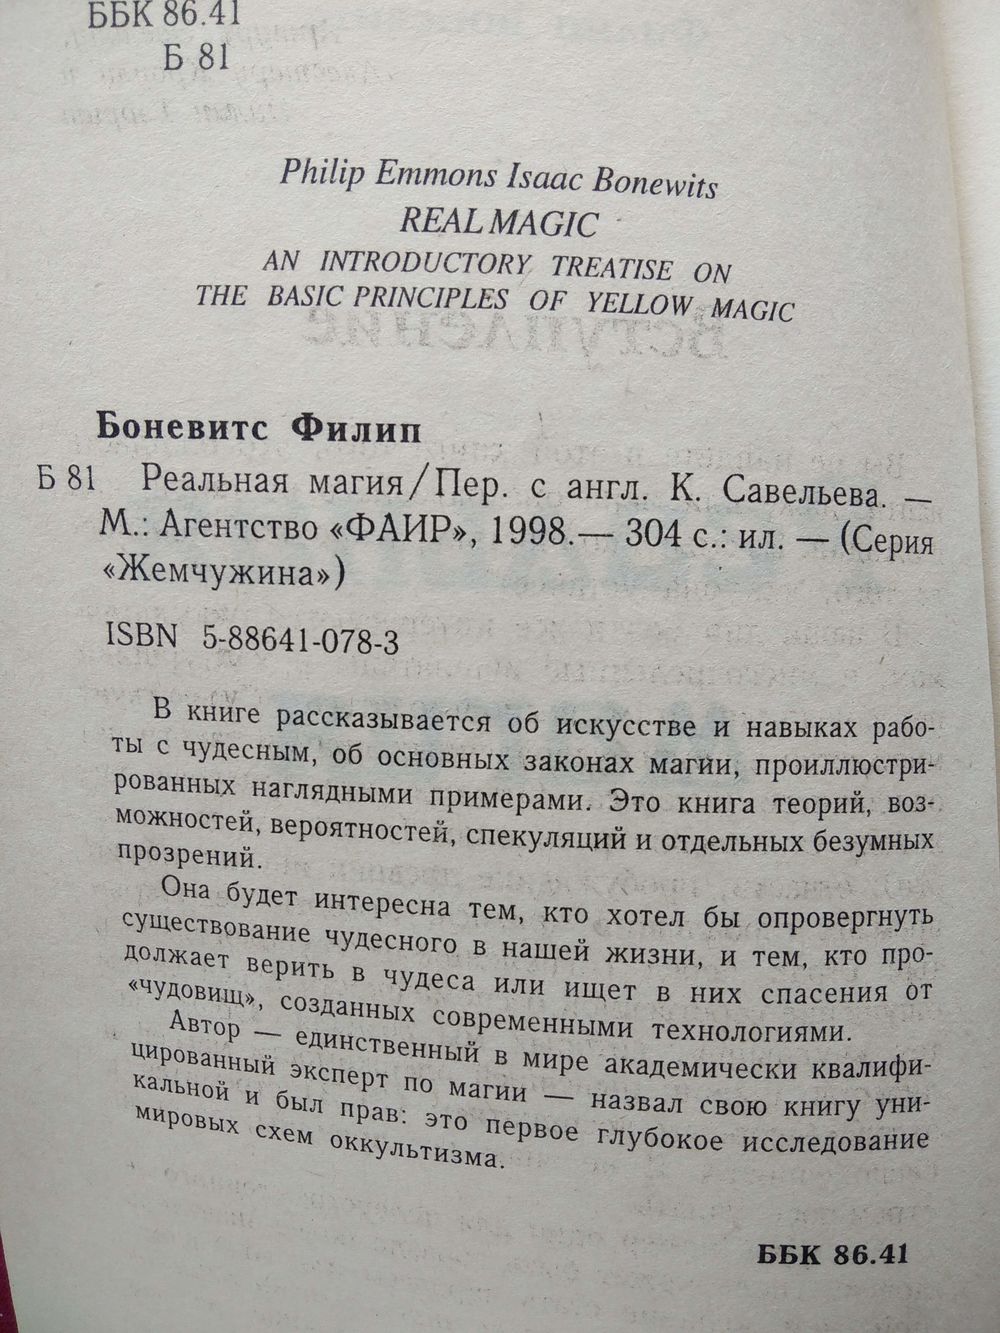 ББК 86.41
Б 81
Philip Emmons Isaac Bonewits
REAL MAGIC
AN INTRODUCTORY TREATISE ON
THE BASIC PRINCIPLES OF YELLOW MAGIC
Боневитс Филип
Б 81 Реальная магия/Пер. с англ. К. Савельева. —
М.: Агентство «ФАИР», 1998.— 304 с.: ил. — (Серия
«Жемчужина»)
ISBN 5-88641-078-3
В книге рассказывается об искусстве и навыках рабо-
ты с чудесным, об основных законах магии, проиллюстри-
рованных наглядными примерами. Это книга теорий, воз-
можностей, вероятностей, спекуляций и отдельных безумных
прозрений.
Она будет интересна тем, кто хотел бы опровергнуть
существование чудесного в нашей жизни, и тем, кто про-
должает верить в чудеса или ищет в них спасения от
«чудовищ», созданных современными технологиями.
Автор — единственный в мире академически квалифи-
цированный эксперт по магии — назвал свою книгу уни-
кальной и был прав: это первое глубокое исследование
мировых схем оккультизма.
ББК 86.41